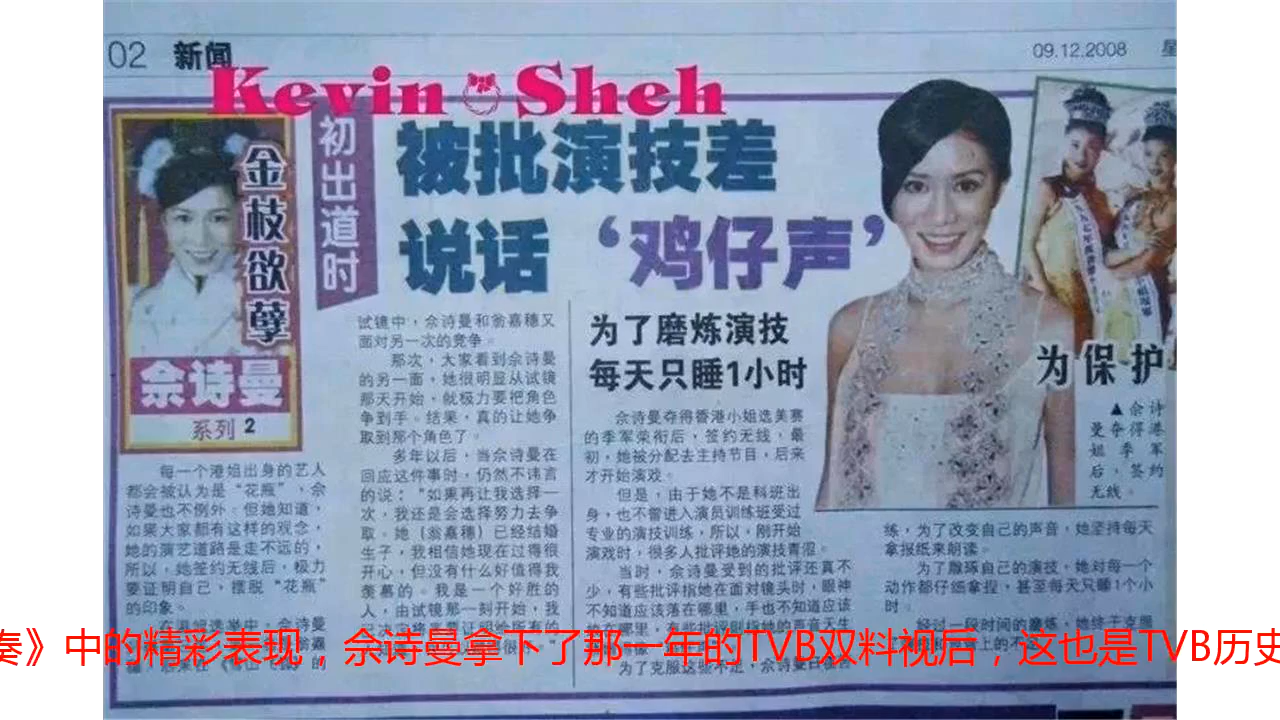 02 新闻
09.12.2008 星
Kevin Sheh
金枝欲孽
佘诗曼
系列 2
初出道时
被批演技差
说话‘鸡仔声’
为了磨炼演技
每天只睡1小时
为保护
每一个港姐出身的艺人
都会被认为是“花瓶”，佘
诗曼也不例外。但她知道，
如果大家都有这样的观念，
她的演艺道路是走不远的，
所以，她签约无线后，极力
要证明自己，摆脱“花瓶”
的印象。
试镜中，佘诗曼和翁嘉穗又
面对另一次的竞争。
那次，大家看到佘诗曼
的另一面，她很明显从试镜
那天开始，就极力要把角色
争到手。结果，真的让她争
取到那个角色了。
多年以后，当佘诗曼在
回应这件事时，仍然不讳言
的说：“如果再让我选择一
次，我还是会选择努力去争
取。她（翁嘉穗）已经结婚
生子，我相信她现在过得很
开心，但没有什么好值得我
羡慕的。我是一个好胜的
人，由试镜那一刻开始，我
佘诗曼夺得香港小姐选美赛
的季军荣衔后，签约无线，最
初，她被分配去主持节目，后来
才开始演戏。
但是，由于她不是科班出
身，也不曾进入演员训练班受过
专业的演技训练，所以，刚开始
演戏时，很多人批评她的演技青涩。
当时，佘诗曼受到的批评还真不
少，有些批评指她在面对镜头时，眼神
不知道应该落在哪里，手也不知道应该
为了克服这些不足，佘诗曼日夜苦
▲佘诗
曼夺得港
姐季军
后，签约
无线。
练，为了改变自己的声音，她坚持每天
拿报纸来朗读。
为了雕琢自己的演技，她对每一个
动作都仔细拿捏，甚至每天只睡1个小
时。
经过一段时间的磨炼，她终于克服
奏》中的精彩表现，佘诗曼拿下了那一年的TVB双料视后，这也是TVB历史